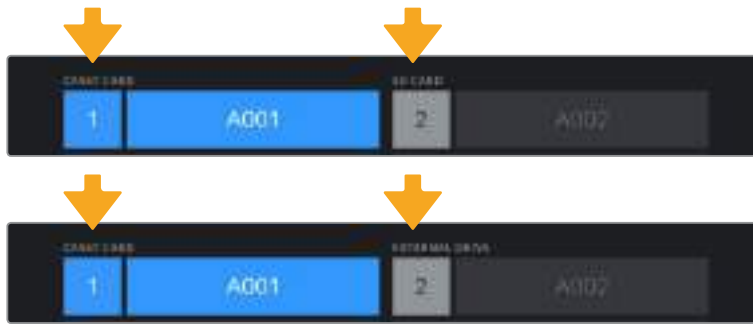 CFAST CARD SD CARD
1 A001 2 A002
CFAST CARD EXTERNAL DRIVE
1 A001 2 A002